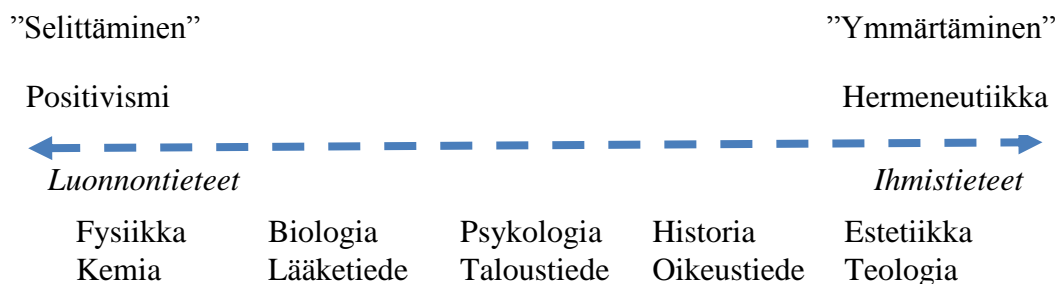 ”Selittäminen” ”Ymmärtäminen”
Positivismi Hermeneutiikka
Luonnontieteet Ihmistieteet
Fysiikka Biologia Psykologia Historia Estetiikka
Kemia Lääketiede Taloustiede Oikeustiede Teologia